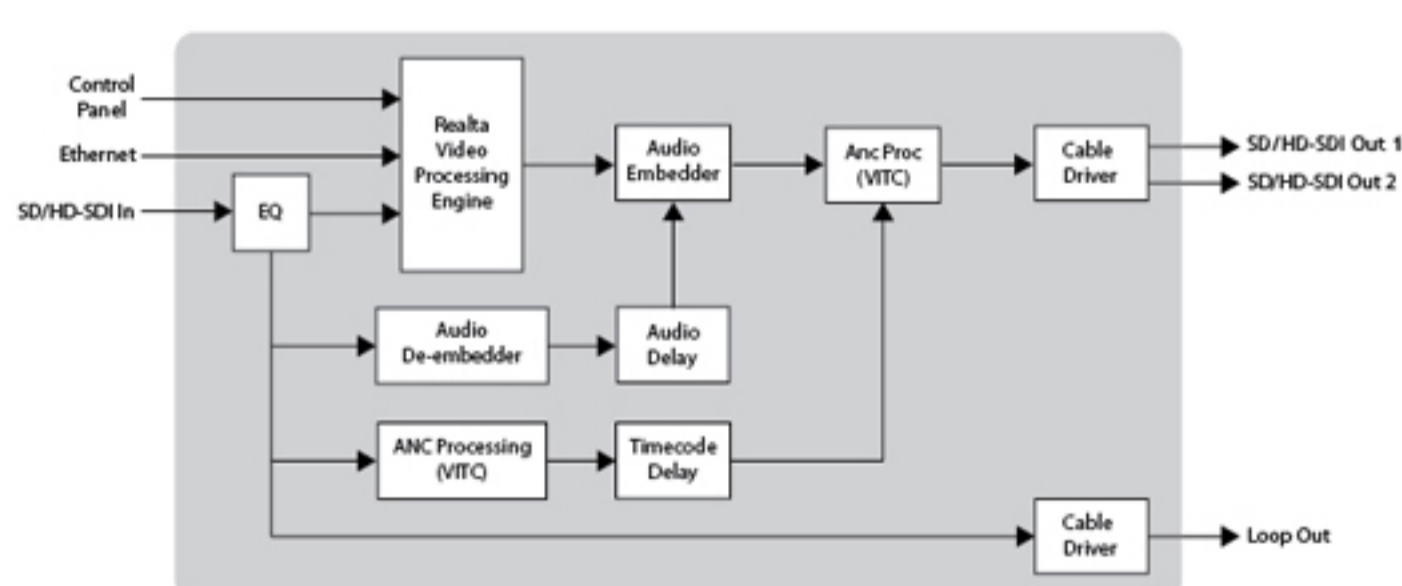 Control
Panel
Ethernet
SD/HD-SDI In
EQ
Realta
Video
Processing
Engine
Audio
Embedder
Anc Proc
(VITC)
Cable
Driver
SD/HD-SDI Out 1
SD/HD-SDI Out 2
Audio
De-embedder
Audio
Delay
ANC Processing
(VITC)
Timecode
Delay
Cable
Driver
Loop Out